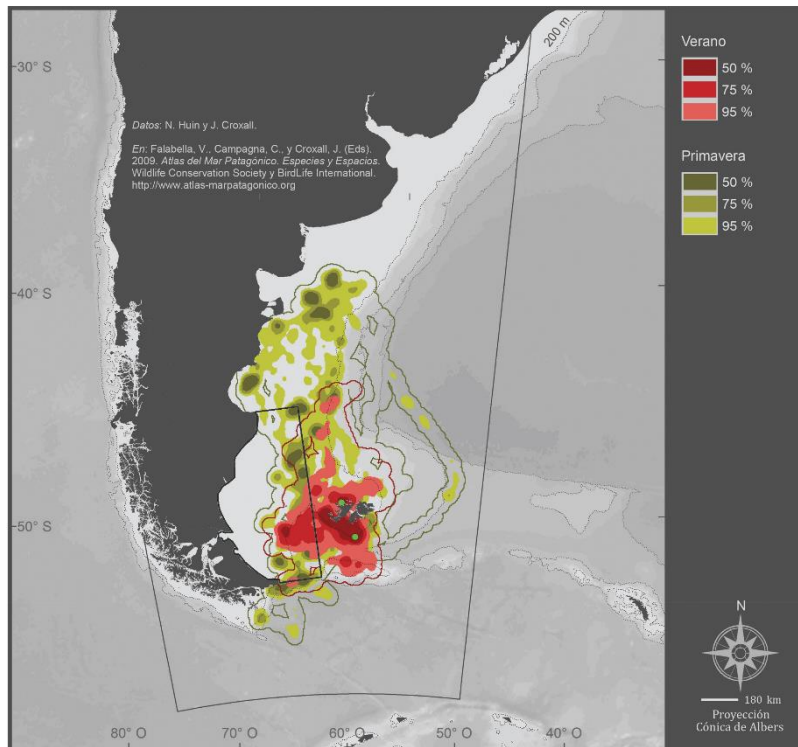 200 m
30° S
40° S
50° S
Datos: N. Huin y J. Croxall.
En: Falabella, V., Campagna, C., y Croxall, J. (Eds).
2009. Atlas del Mar Patagónico. Especies y Espacios.
Wildlife Conservation Society y BirdLife International.
http://www.atlas-marpatagonico.org
80° O
70° O
60° O
50° O
Verano
50 %
75 %
95 %
Primavera
50 %
75 %
95 %
N
180 km
Proyección
Cónica de Albers